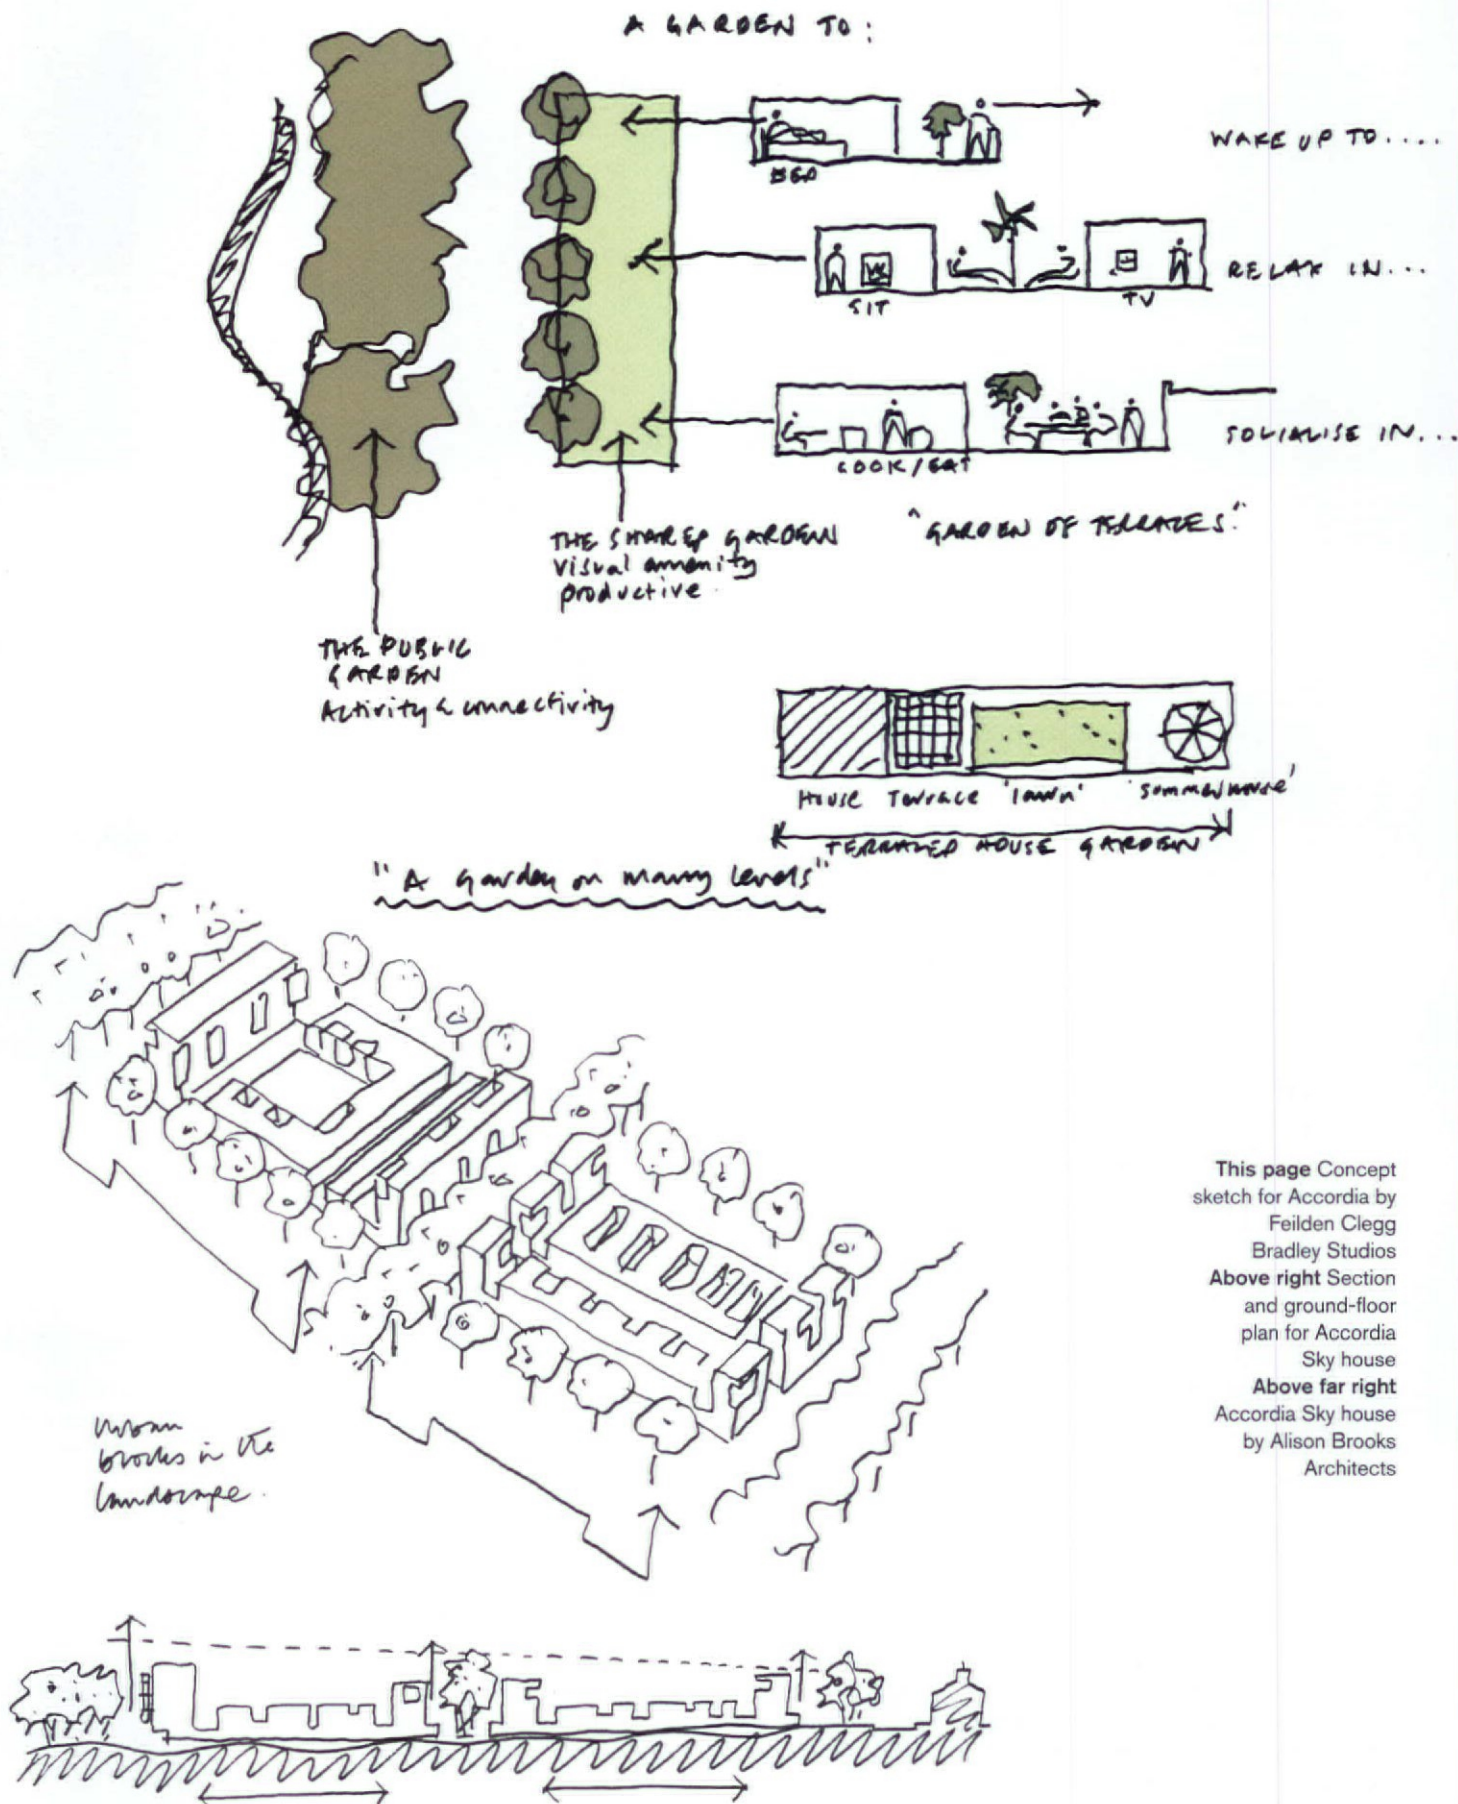 A GARDEN TO:
WAKE UP TO....
BED
RELAX IN...
SIT
TV
SOCIALISE IN...
COOK/EAT
THE SHARED GARDEN
visual amenity
productive
"GARDEN OF TERRACES"
THE PUBLIC
GARDEN
Activity & connectivity
House Terrace 'lawn' 'summerhouse'
TERRACED HOUSE GARDEN
"A garden on many levels"
This page Concept
sketch for Accordia by
Feilden Clegg
Bradley Studios
Above right Section
and ground-floor
plan for Accordia
Sky house
Above far right
Accordia Sky house
by Alison Brooks
Architects
Urban
blocks in the
landscape.